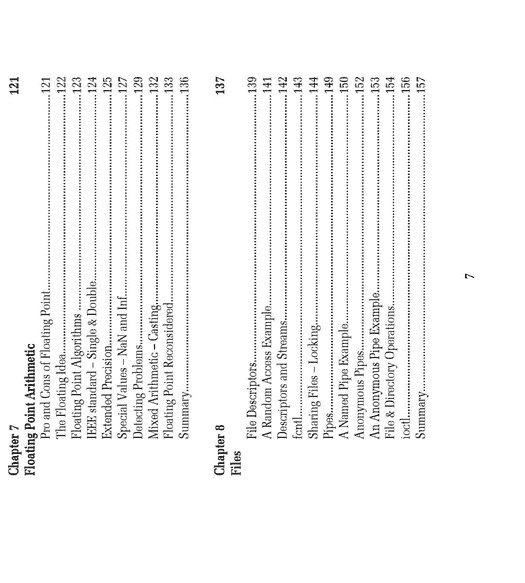 Chapter 7 121
Floating Point Arithmetic
Pro and Cons of Floating Point.....121
The Floating Idea.....122
Floating Point Algorithms .....123
IEEE standard – Single & Double.....124
Extended Precision.....125
Special Values – NaN and Inf.....127
Detecting Problems.....129
Mixed Arithmetic – Casting.....132
Floating Point Reconsidered.....133
Summary.....136
Chapter 8 137
Files
File Descriptors.....139
A Random Access Example.....141
Descriptors and Streams.....142
fcntl.....143
Sharing Files – Locking.....144
Pipes.....149
A Named Pipe Example.....150
Anonymous Pipes.....152
An Anonymous Pipe Example.....153
File & Directory Operations.....154
ioctl.....156
Summary.....157
7